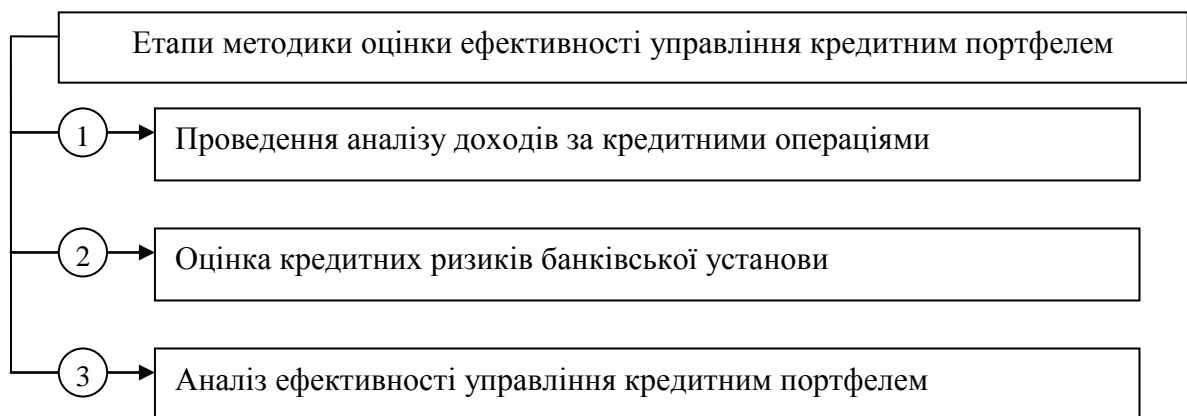 Етапи методики оцінки ефективності управління кредитним портфелем
1
Проведення аналізу доходів за кредитними операціями
2
Оцінка кредитних ризиків банківської установи
3
Аналіз ефективності управління кредитним портфелем